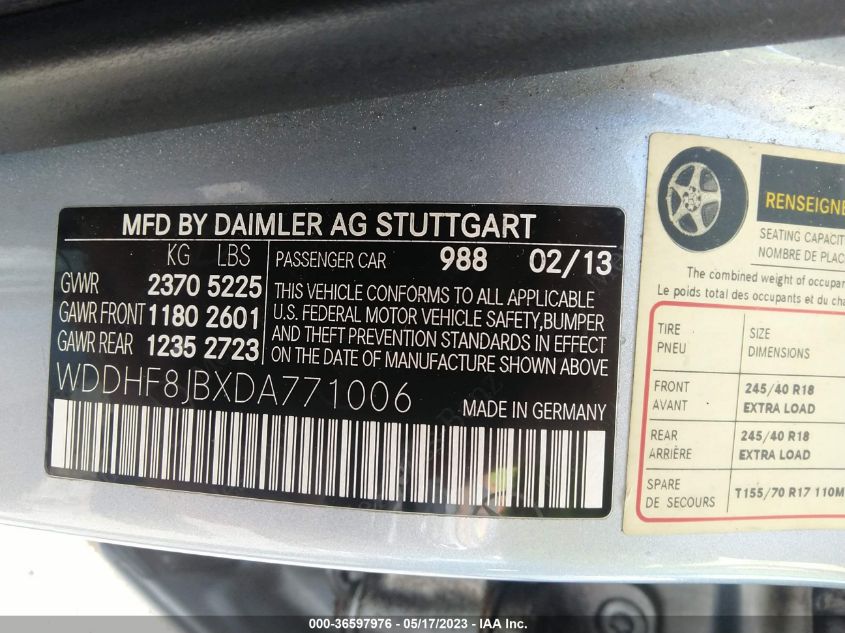 MFD BY DAIMLER AG STUTTGART
KG LBS
GVWR 2370 5225
GAWR FRONT 1180 2601
GAWR REAR 1235 2723
PASSENGER CAR 988 02/13
THIS VEHICLE CONFORMS TO ALL APPLICABLE
U.S. FEDERAL MOTOR VEHICLE SAFETY,BUMPER
AND THEFT PREVENTION STANDARDS IN EFFECT
ON THE DATE OF MANUFACTURE SHOWN ABOVE
WDDHF8JBXDA771006
MADE IN GERMANY
RENSEIGNE
SEATING CAPACIT
NOMBRE DE PLAC
The combined weight of occupa
Le poids total des occupants et du cha
TIRE SIZE
PNEU DIMENSIONS
FRONT 245/40 R18
AVANT EXTRA LOAD
REAR 245/40 R18
ARRIÈRE EXTRA LOAD
SPARE T155/70 R17 110M
DE SECOURS
000-36597976 / 05/17/2023 / IAA Inc.